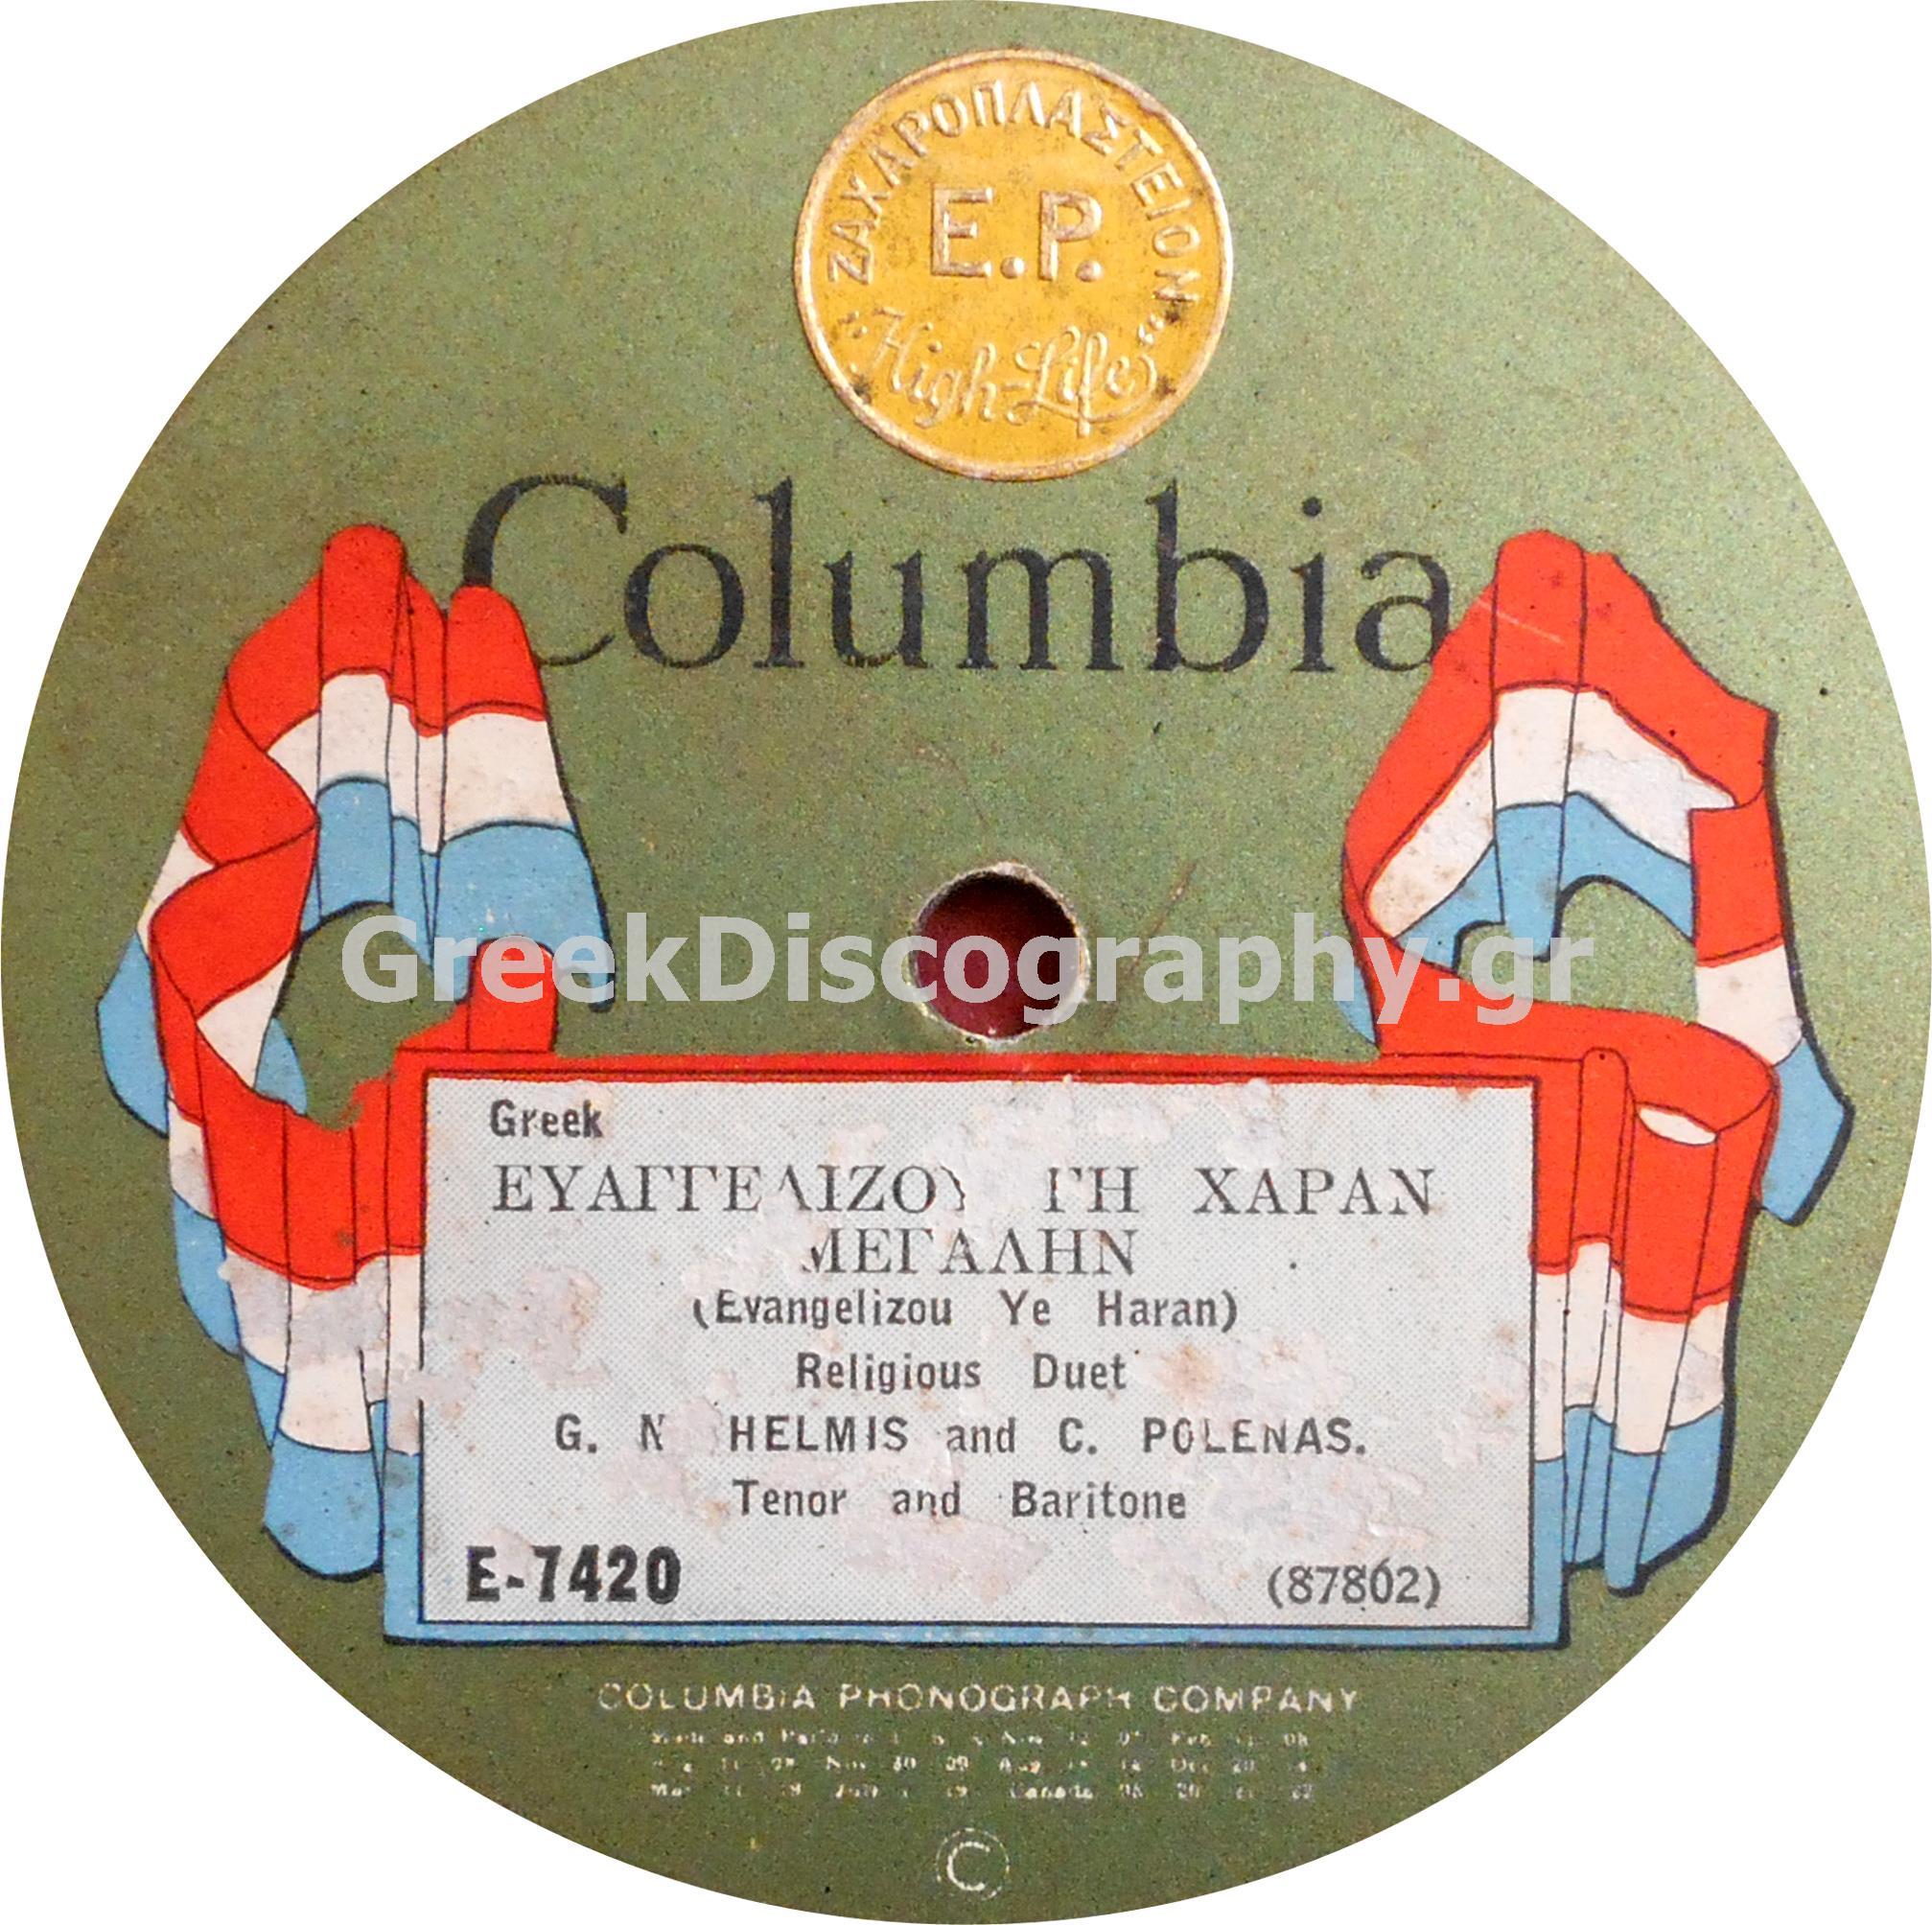 ΖΑΧΑΡΟΠΛΑΣΤΕΙΟΝ
E.P.
"High-Life"
Columbia
GreekDiscography.gr
Greek
ΕΥΑΓΓΕΛΙΖΟΥ ΓΗ ΧΑΡΑΝ
ΜΕΓΑΛΗΝ
(Evangelizou Ye Haran)
Religious Duet
G. N HELMIS and C. POLENAS.
Tenor and Baritone
E-7420 (87802)
COLUMBIA PHONOGRAPH COMPANY
C